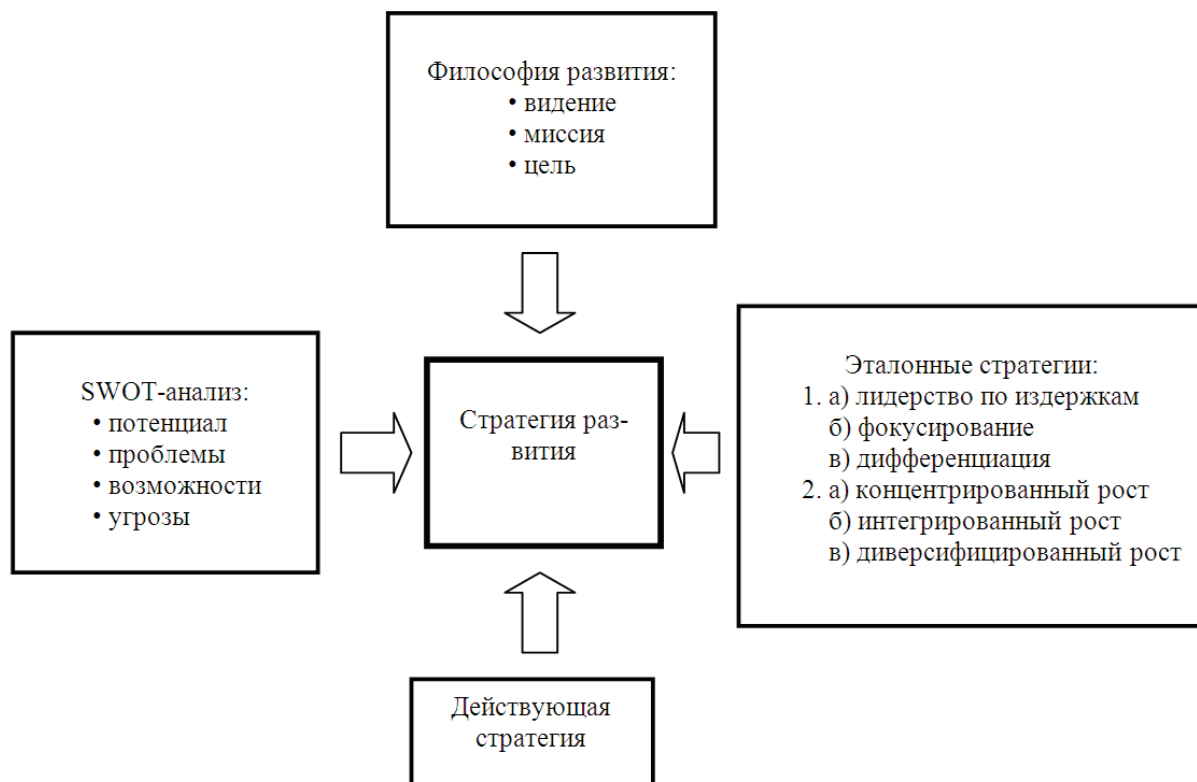 Философия развития:
• видение
• миссия
• цель
SWOT-анализ:
• потенциал
• проблемы
• возможности
• угрозы
Стратегия раз-
вития
Эталонные стратегии:
1. а) лидерство по издержкам
б) фокусирование
в) дифференциация
2. а) концентрированный рост
б) интегрированный рост
в) диверсифицированный рост
Действующая
стратегия